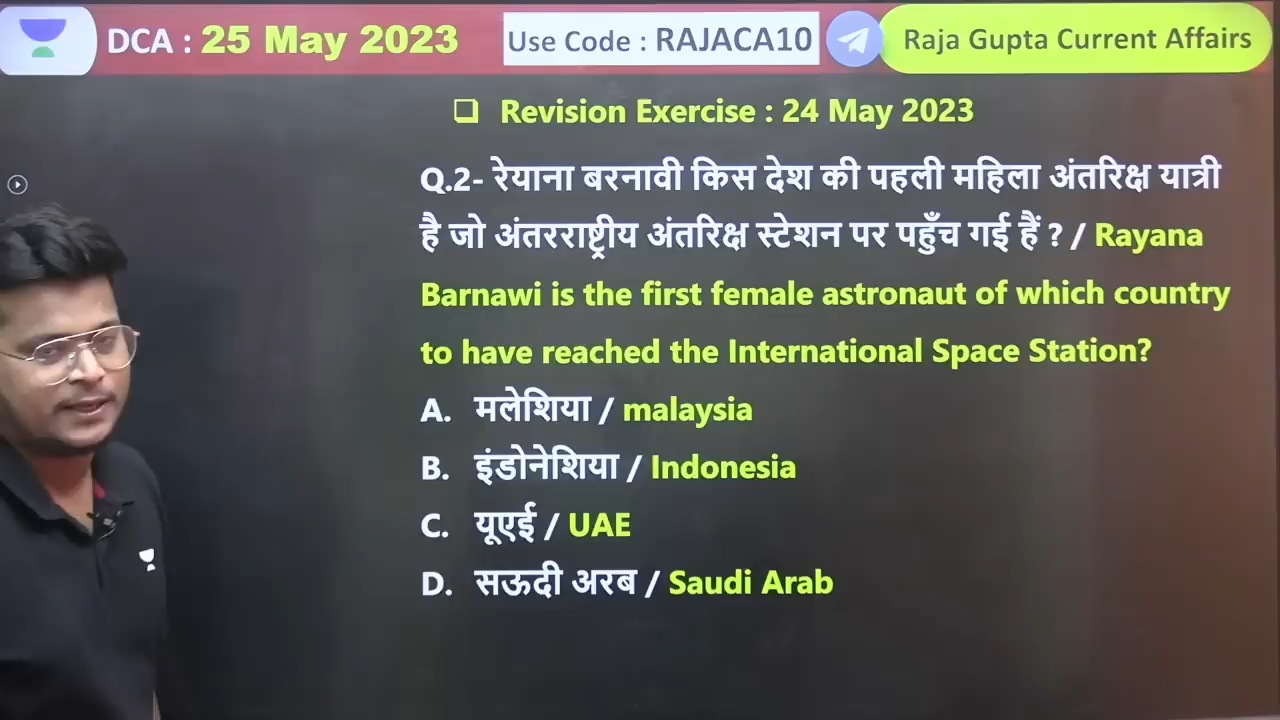 DCA : 25 May 2023
Use Code : RAJACA10
Raja Gupta Current Affairs
❑ Revision Exercise : 24 May 2023
Q.2- रेयाना बरनावी किस देश की पहली महिला अंतरिक्ष यात्री
है जो अंतरराष्ट्रीय अंतरिक्ष स्टेशन पर पहुँच गई हैं ? / Rayana
Barnawi is the first female astronaut of which country
to have reached the International Space Station?
A. मलेशिया / malaysia
B. इंडोनेशिया / Indonesia
C. यूएई / UAE
D. सऊदी अरब / Saudi Arab